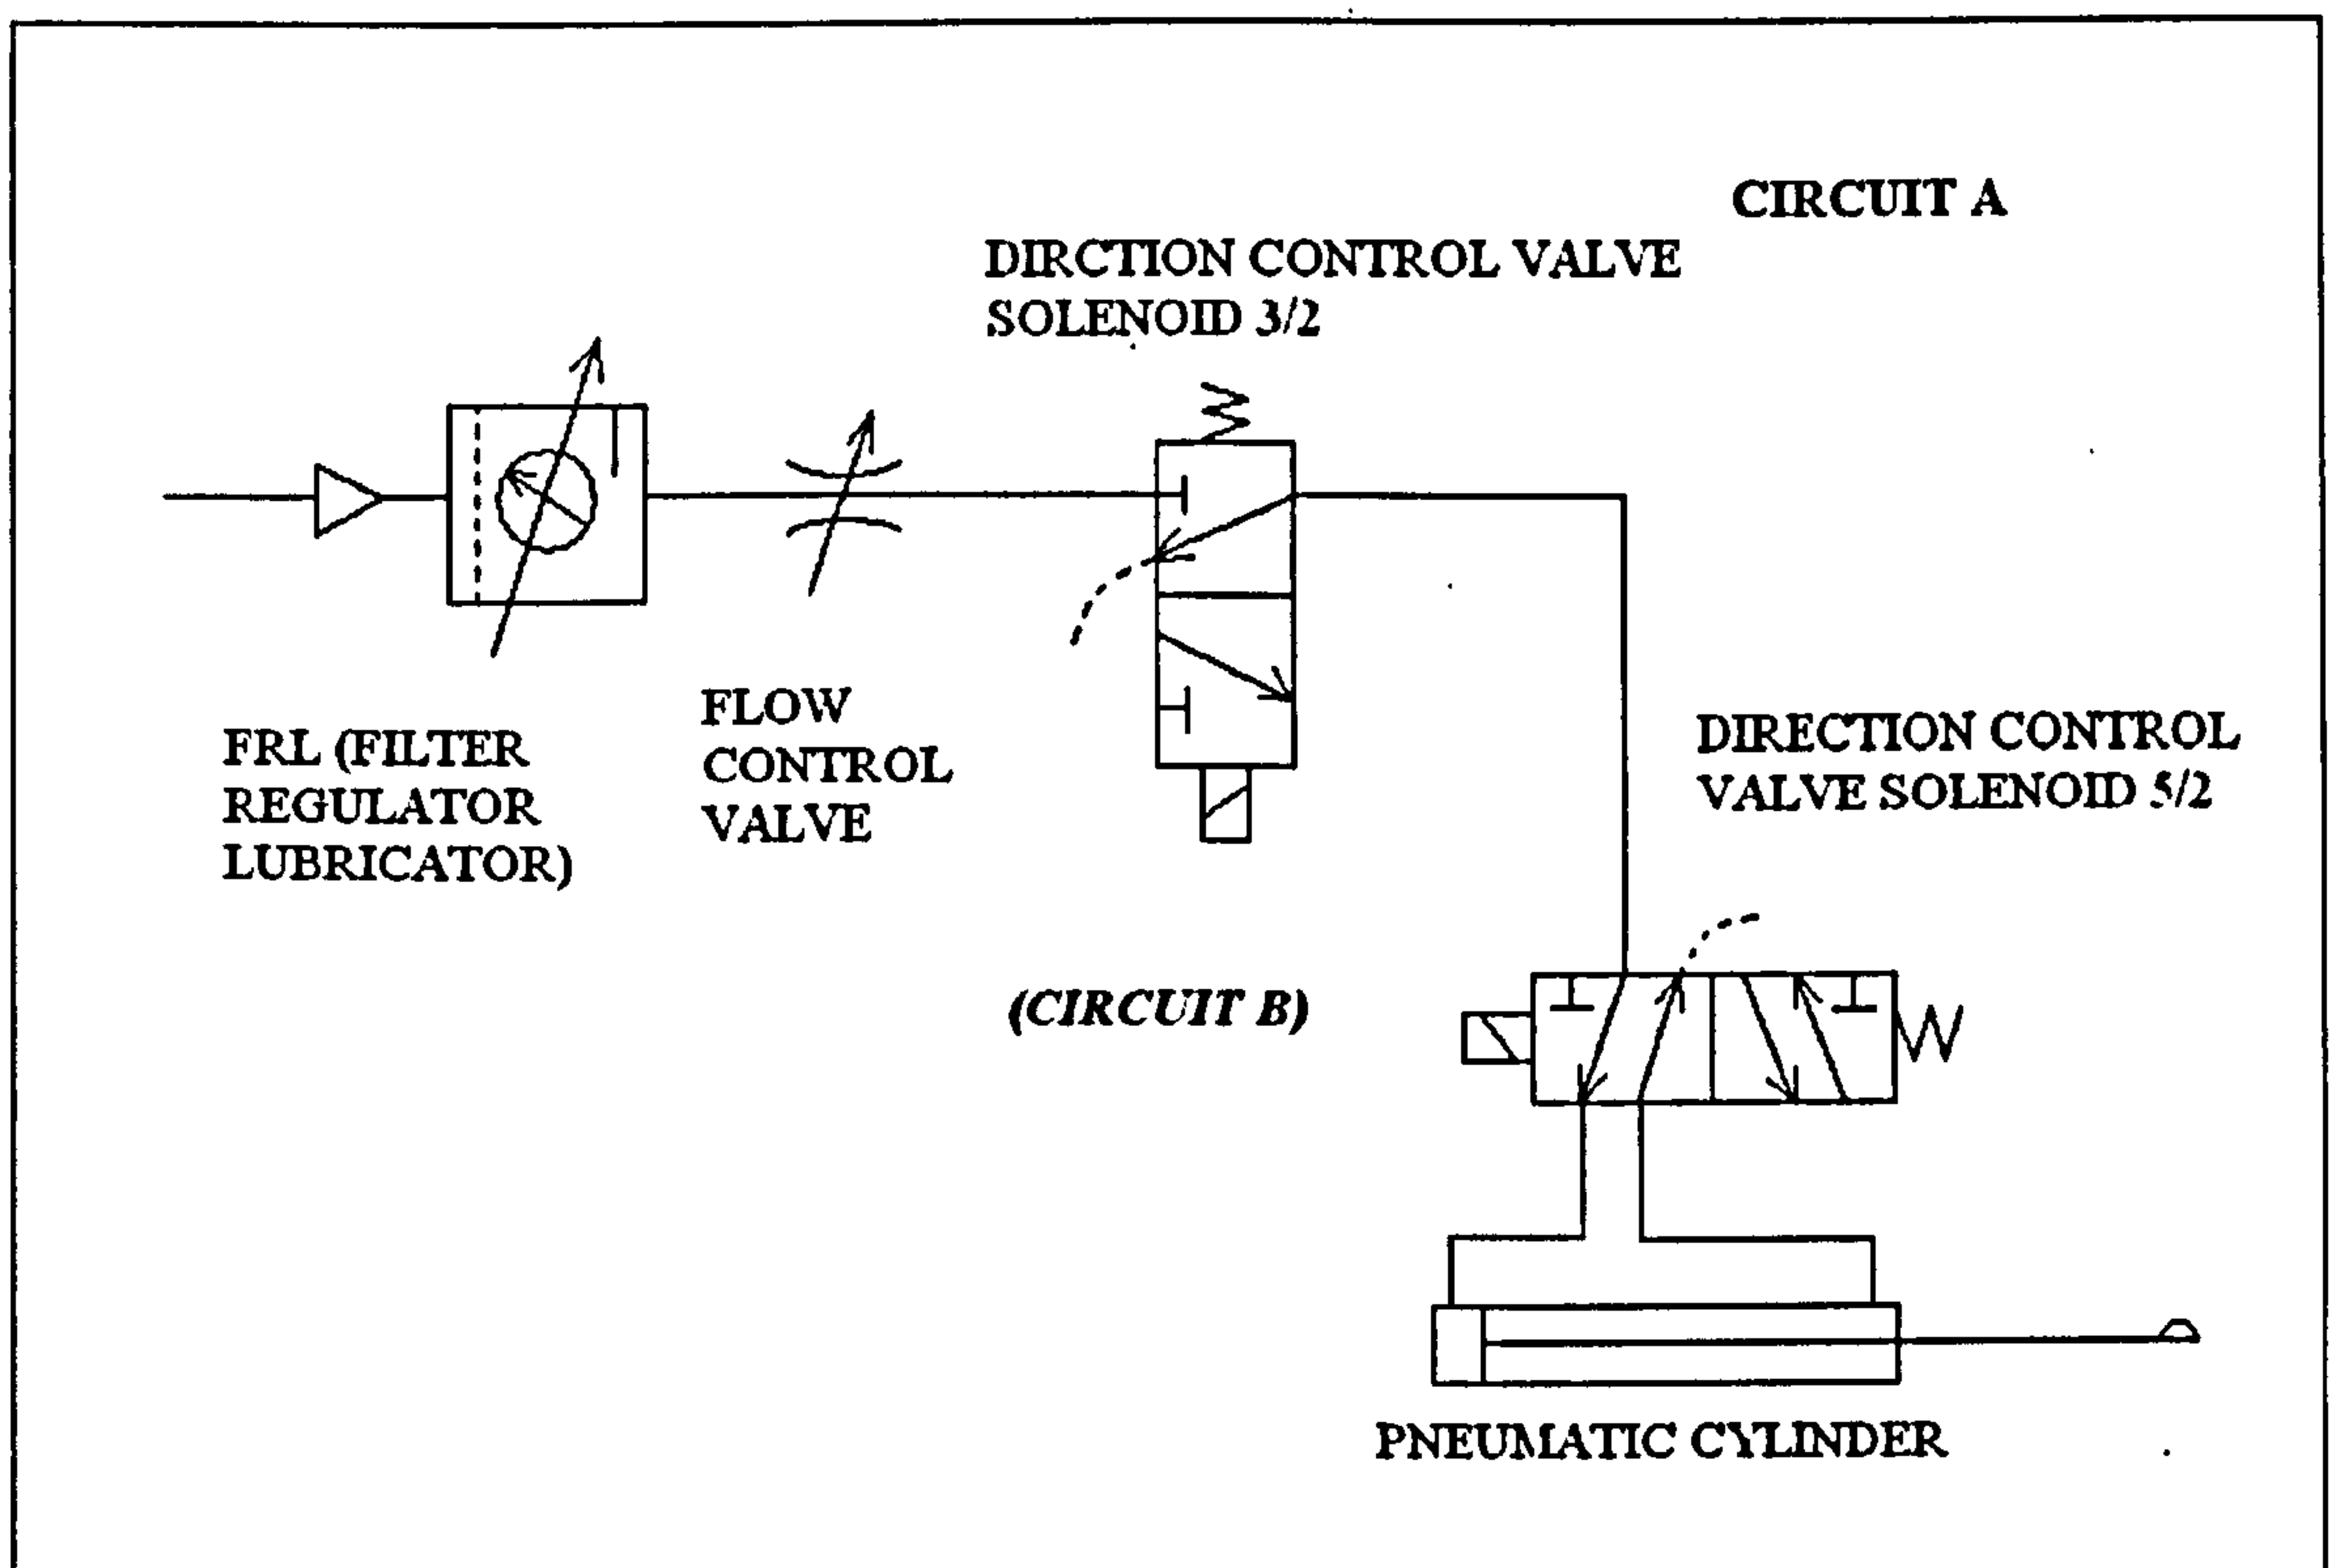 CIRCUIT A
DIRCTION CONTROL VALVE
SOLENOID 3/2
FRL (FILTER
REGULATOR
LUBRICATOR)
FLOW
CONTROL
VALVE
DIRECTION CONTROL
VALVE SOLENOID 5/2
(CIRCUIT B)
PNEUMATIC CYLINDER